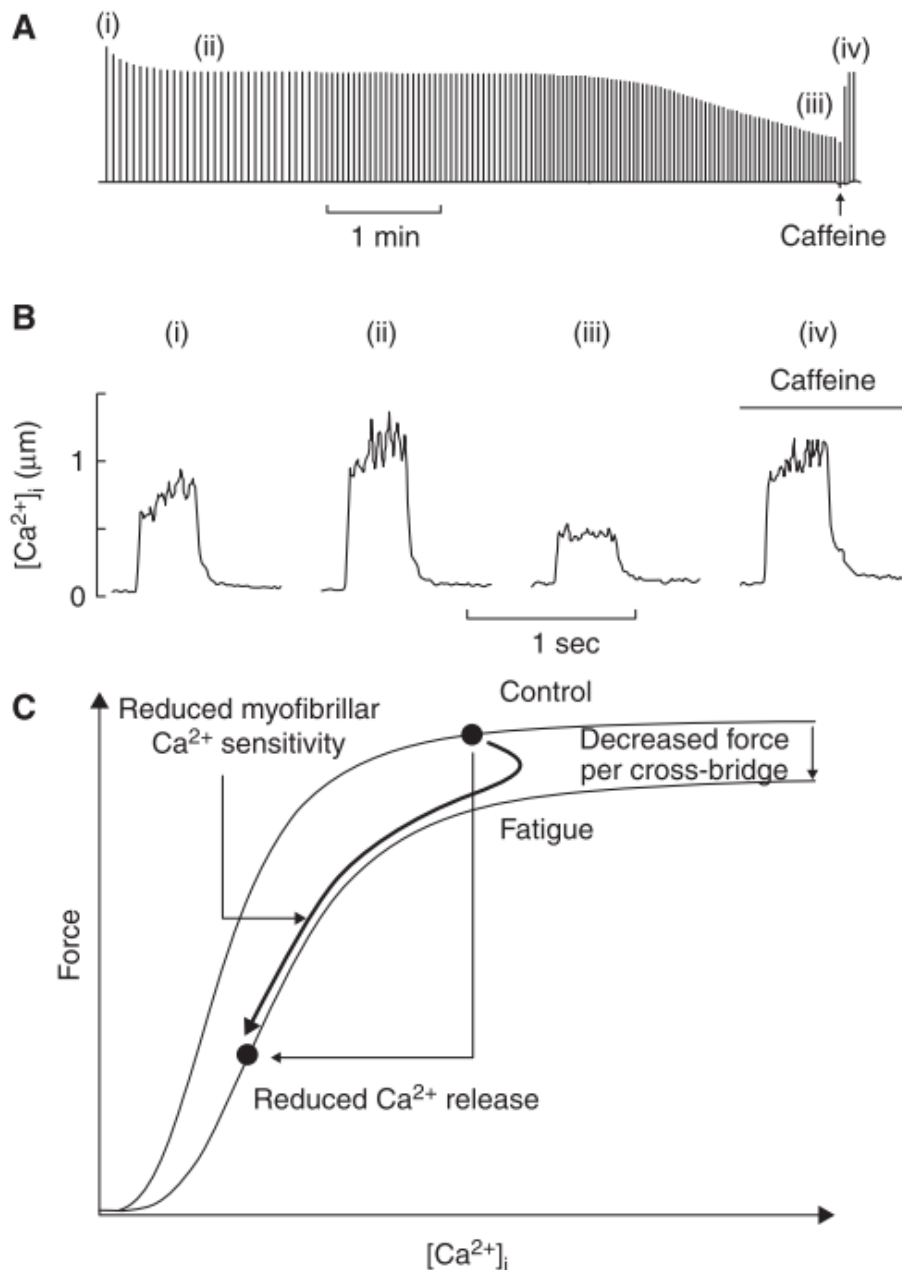 A
(i)
(ii)
(iii)
(iv)
1 min
Caffeine
B
(i)
(ii)
(iii)
(iv)
Caffeine
[Ca²⁺]ᵢ (μm)
1
0
1 sec
C
Control
Reduced myofibrillar
Ca²⁺ sensitivity
Decreased force
per cross-bridge
Fatigue
Force
Reduced Ca²⁺ release
[Ca²⁺]ᵢ